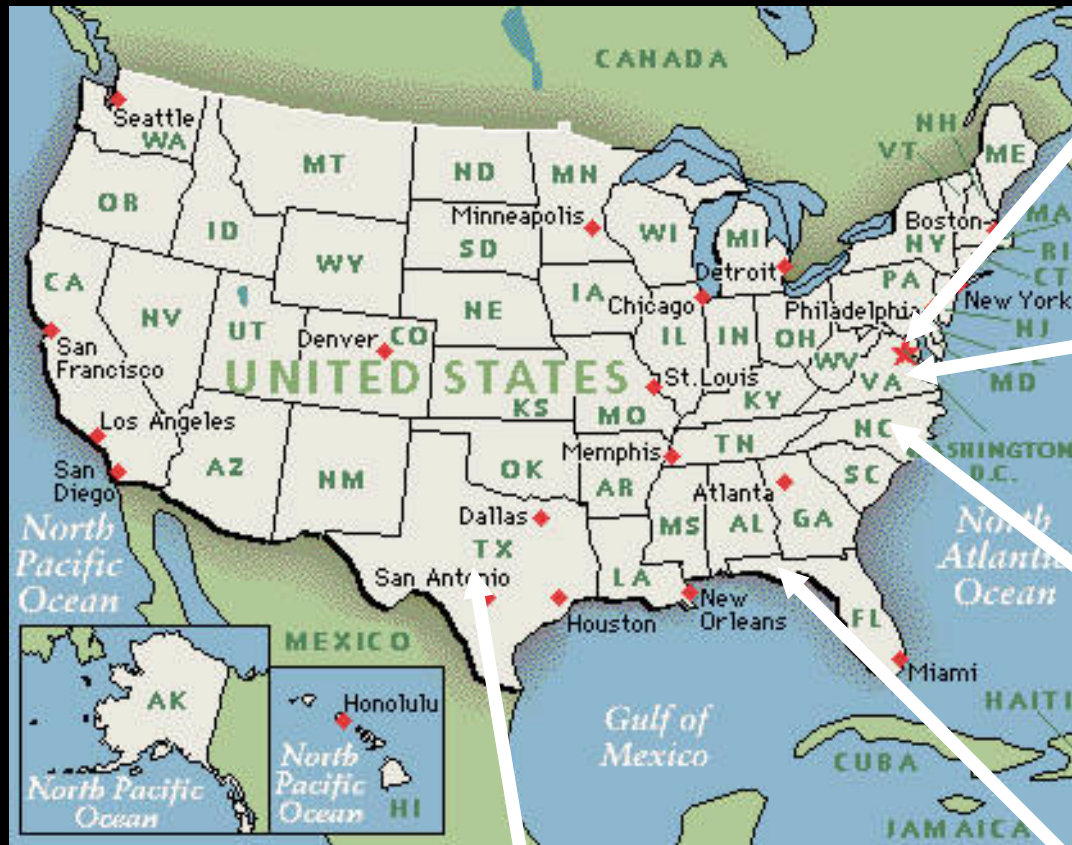 CANADA
Seattle
WA
MT
ND
MN
NH
VT
ME
OR
ID
WY
SD
Minneapolis
WI
MI
Boston
MA
NY
RI
CT
CA
NV
UT
NE
IA
Chicago
Detroit
PA
Philadelphia
New York
NJ
San
Francisco
Denver
CO
IL
IN
OH
WV
VA
MD
UNITED STATES
KS
MO
St. Louis
KY
Los Angeles
San
Diego
AZ
NM
OK
AR
Memphis
TN
NC
D.C.
SC
Dallas
TX
MS
AL
Atlanta
GA
North
Pacific
Ocean
North
Atlantic
Ocean
San Antonio
Houston
LA
New
Orleans
FL
Miami
MEXICO
AK
North Pacific
Ocean
Honolulu
North
Pacific
Ocean
HI
Gulf of
Mexico
HAITI
CUBA
JAMAICA